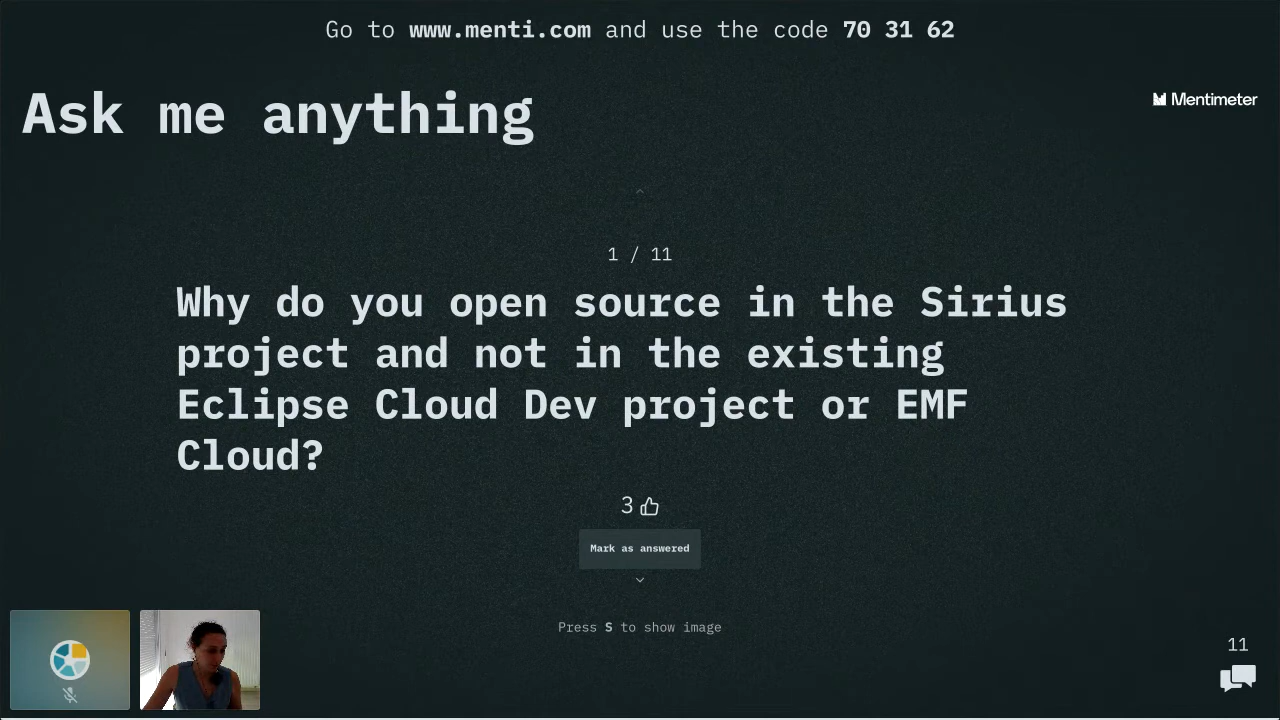 Go to www.menti.com and use the code 70 31 62
Ask me anything
Mentimeter
1 / 11
Why do you open source in the Sirius
project and not in the existing
Eclipse Cloud Dev project or EMF
Cloud?
3
Mark as answered
Press S to show image
11